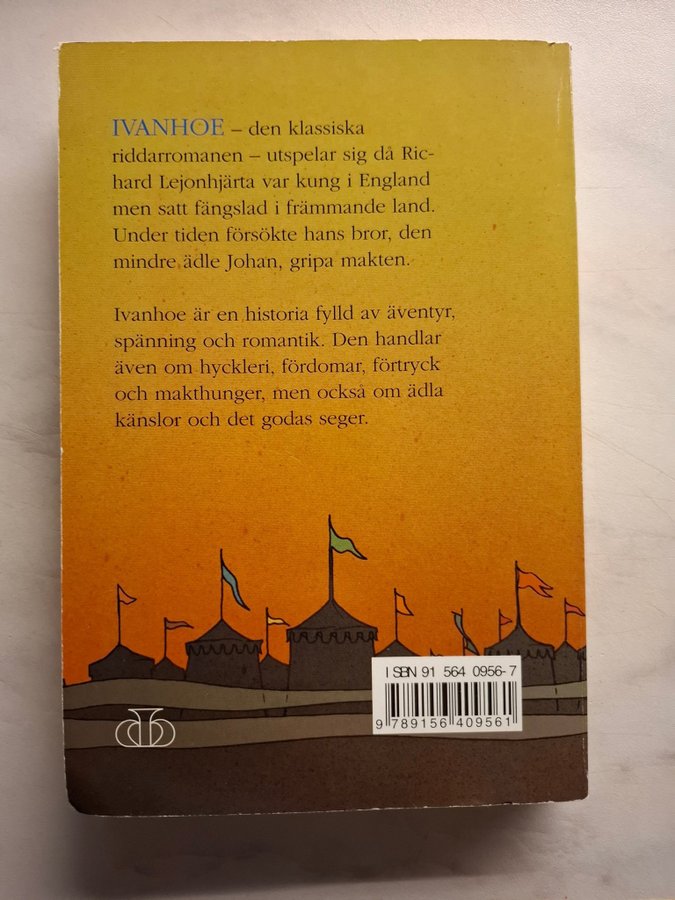 IVANHOE – den klassiska
riddarromanen – utspelar sig då Ric-
hard Lejonhjärta var kung i England
men satt fängslad i främmande land.
Under tiden försökte hans bror, den
mindre ädle Johan, gripa makten.
Ivanhoe är en historia fylld av äventyr,
spänning och romantik. Den handlar
även om hyckleri, fördomar, förtryck
och makthunger, men också om ädla
känslor och det godas seger.
ISBN 91 564 0956-7
9 789156 409561